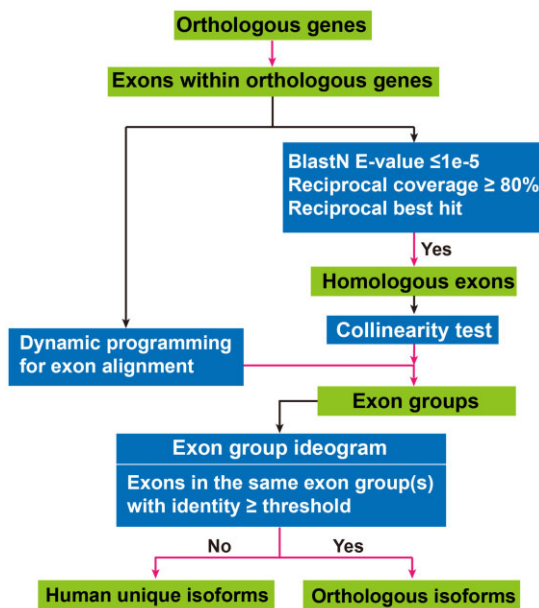 Orthologous genes
Exons within orthologous genes
BlastN E-value ≤1e-5
Reciprocal coverage ≥ 80%
Reciprocal best hit
Yes
Homologous exons
Dynamic programming
for exon alignment
Collinearity test
Exon groups
Exon group ideogram
Exons in the same exon group(s)
with identity ≥ threshold
No
Yes
Human unique isoforms
Orthologous isoforms